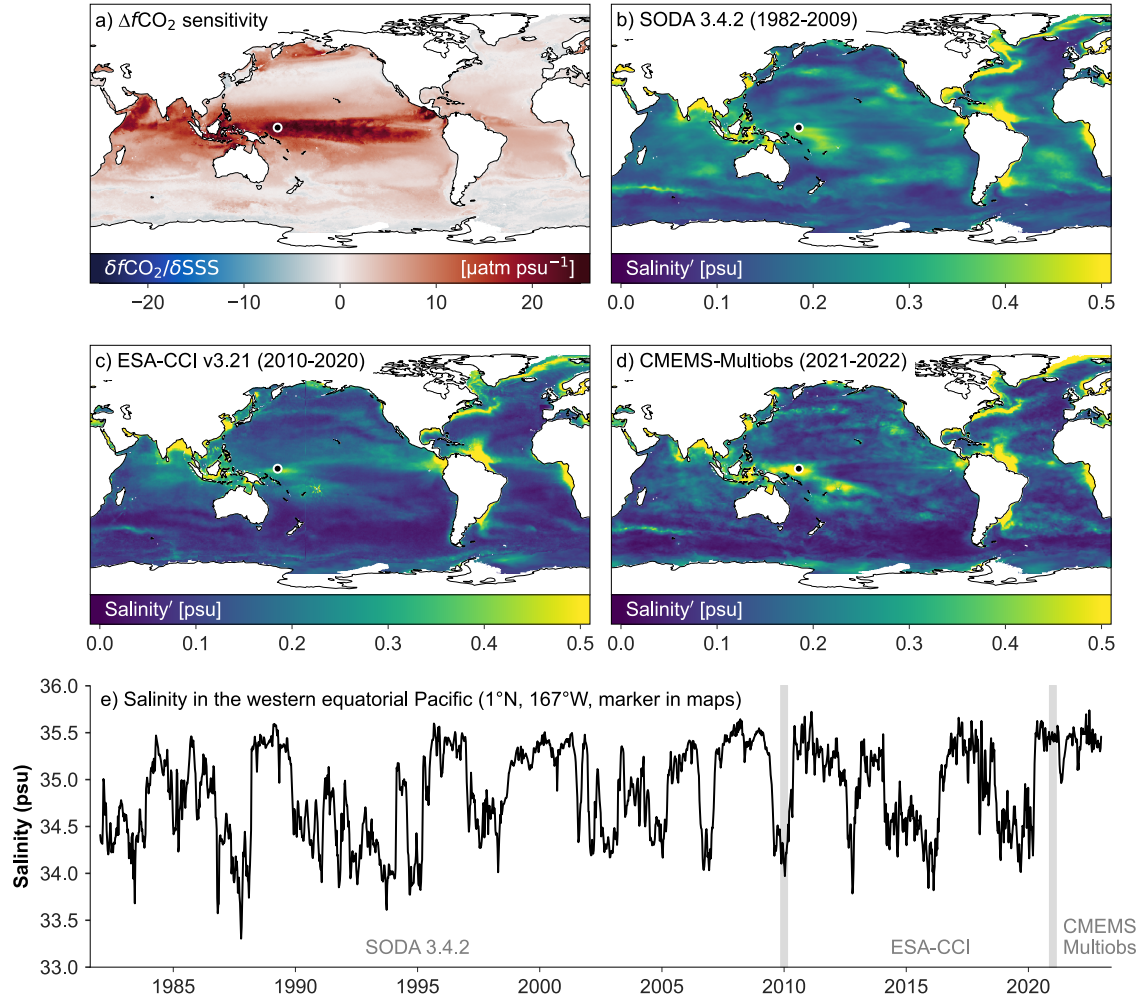 a) ΔfCO₂ sensitivity
δfCO₂/δSSS [μatm psu⁻¹]
−20 −10 0 10 20
b) SODA 3.4.2 (1982-2009)
Salinity′ [psu]
0.0 0.1 0.2 0.3 0.4 0.5
c) ESA-CCI v3.21 (2010-2020)
Salinity′ [psu]
0.0 0.1 0.2 0.3 0.4 0.5
d) CMEMS-Multiobs (2021-2022)
Salinity′ [psu]
0.0 0.1 0.2 0.3 0.4 0.5
e) Salinity in the western equatorial Pacific (1°N, 167°W, marker in maps)
Salinity (psu)
36.0
35.5
35.0
34.5
34.0
33.5
33.0
SODA 3.4.2
ESA-CCI
CMEMS
Multiobs
1985 1990 1995 2000 2005 2010 2015 2020